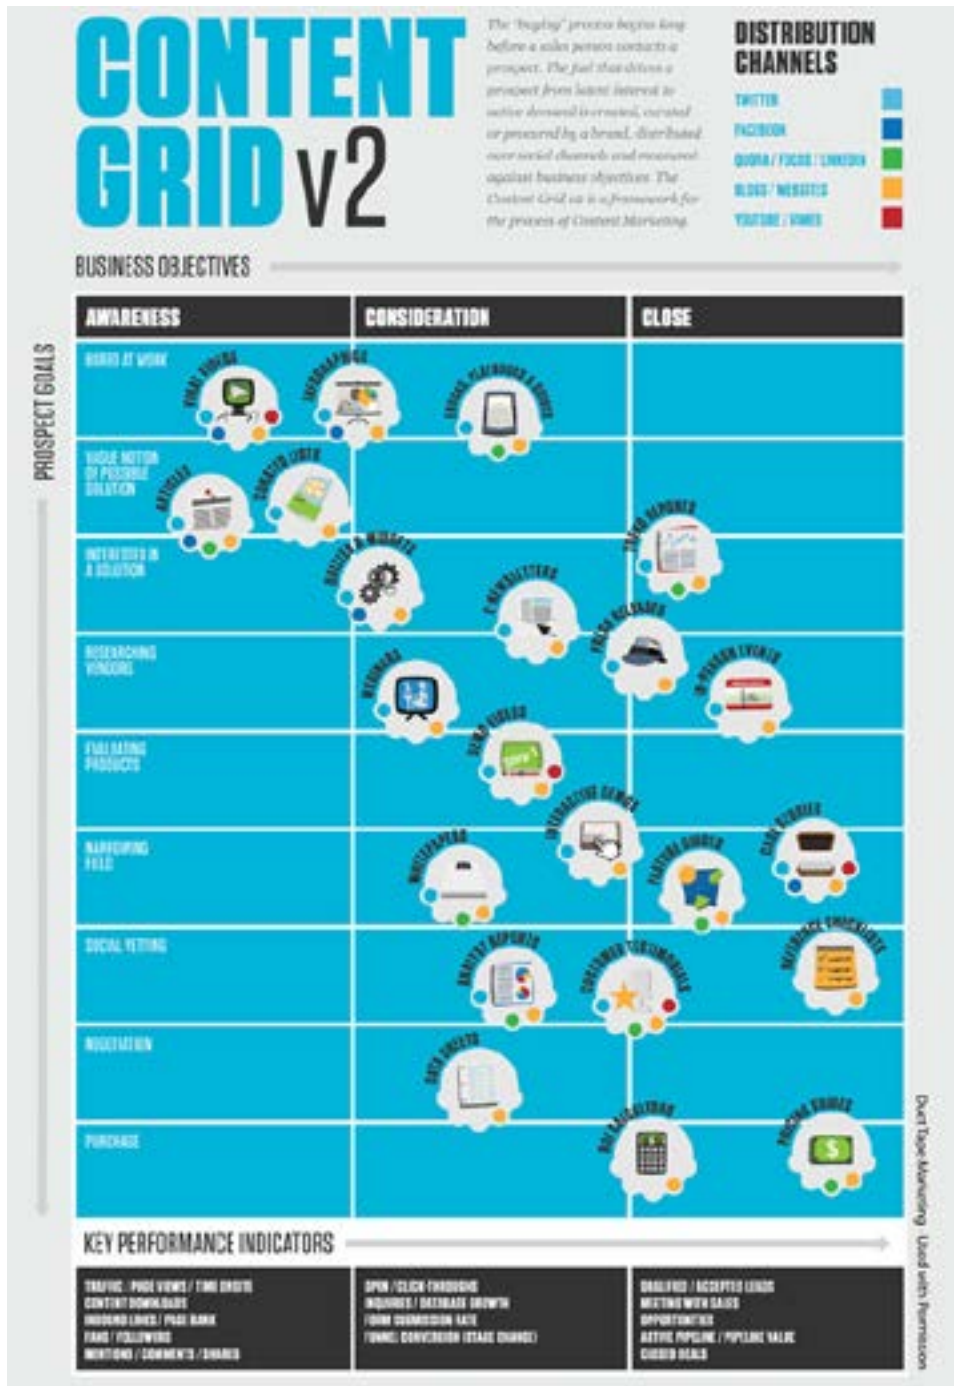 CONTENT
GRID v2
The "buying" process begins long
before a sales person contacts a
prospect. The fuel that drives a
prospect from latent interest to
active demand is created, curated
or procured by a brand, distributed
over social channels and measured
against business objectives. The
Content Grid v2 is a framework for
the process of Content Marketing.
DISTRIBUTION
CHANNELS
TWITTER
FACEBOOK
QUORA / FOCUS / LINKEDIN
BLOGS / WEBSITES
YOUTUBE / VIMEO
BUSINESS OBJECTIVES
PROSPECT GOALS
AWARENESS
CONSIDERATION
CLOSE
BORED AT WORK
VIRAL VIDEOS
INFOGRAPHICS
VAGUE NOTION
OF POSSIBLE
SOLUTION
ARTICLES
CURATED LISTS
TREND REPORTS
INTERESTED IN
A SOLUTION
E-NEWSLETTERS
PRESS RELEASES
RESEARCHING
VENDORS
WEBINARS
IN-PERSON EVENTS
EVALUATING
PRODUCTS
DEMO VIDEOS
INTERACTIVE DEMOS
CASE STUDIES
NARROWING
FIELD
WHITEPAPERS
FEATURE GUIDES
SOCIAL VETTING
ANALYST REPORTS
CUSTOMER TESTIMONIALS
REFERENCE CHECKLISTS
NEGOTIATION
DATA SHEETS
PURCHASE
ROI CALCULATORS
PRICING GUIDES
KEY PERFORMANCE INDICATORS
TRAFFIC / PAGE VIEWS / TIME ONSITE
CONTENT DOWNLOADS
INBOUND LINKS / PAGE RANK
FANS / FOLLOWERS
MENTIONS / COMMENTS / SHARES
OPEN / CLICK-THROUGHS
INQUIRIES / DATABASE GROWTH
FORM SUBMISSION RATE
FUNNEL CONVERSION (STAGE CHANGE)
QUALIFIED / ACCEPTED LEADS
MEETING WITH SALES
OPPORTUNITIES
ACTIVE PIPELINE / PIPELINE VALUE
CLOSED DEALS
Duct Tape Marketing - Used with Permission